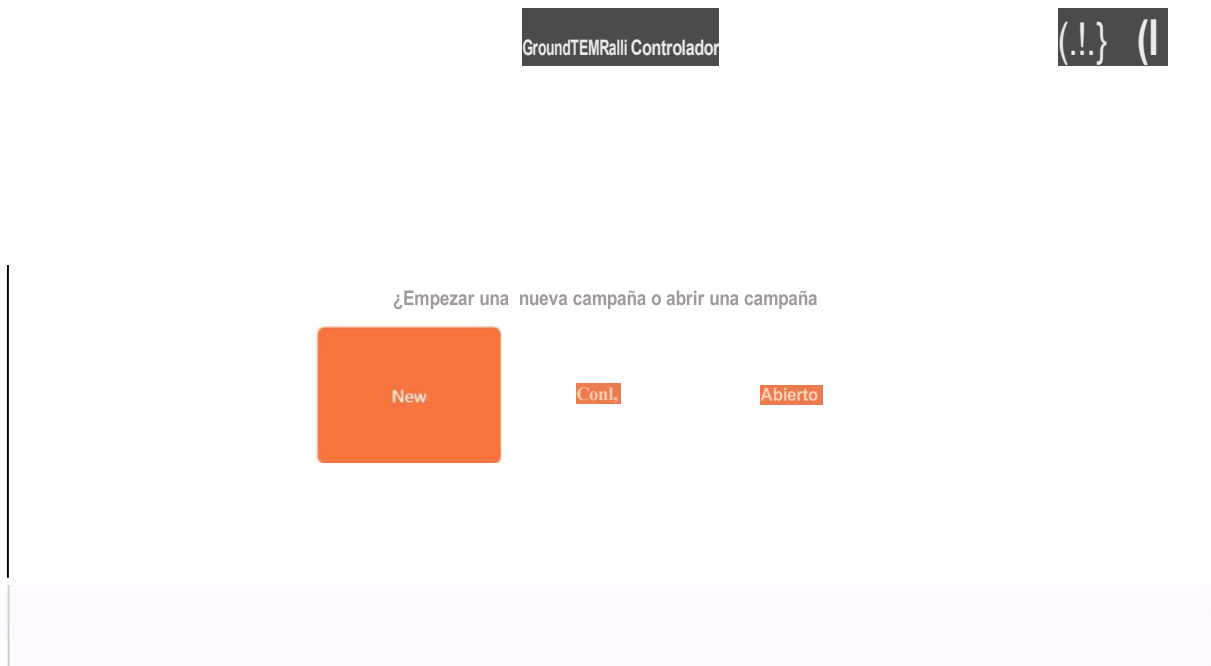 GroundTEMRalli Controlador
(.!.} (l
¿Empezar una nueva campaña o abrir una campaña
New
Conl,
Abierto